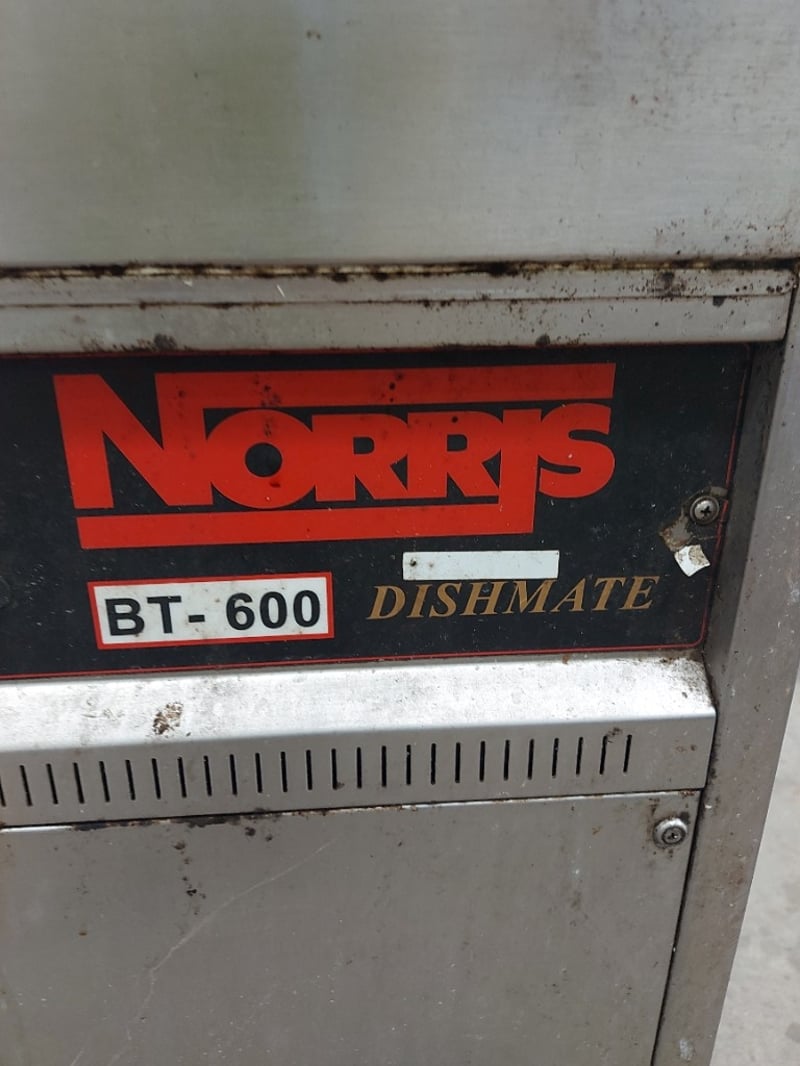 NORRIS
BT- 600
DISHMATE